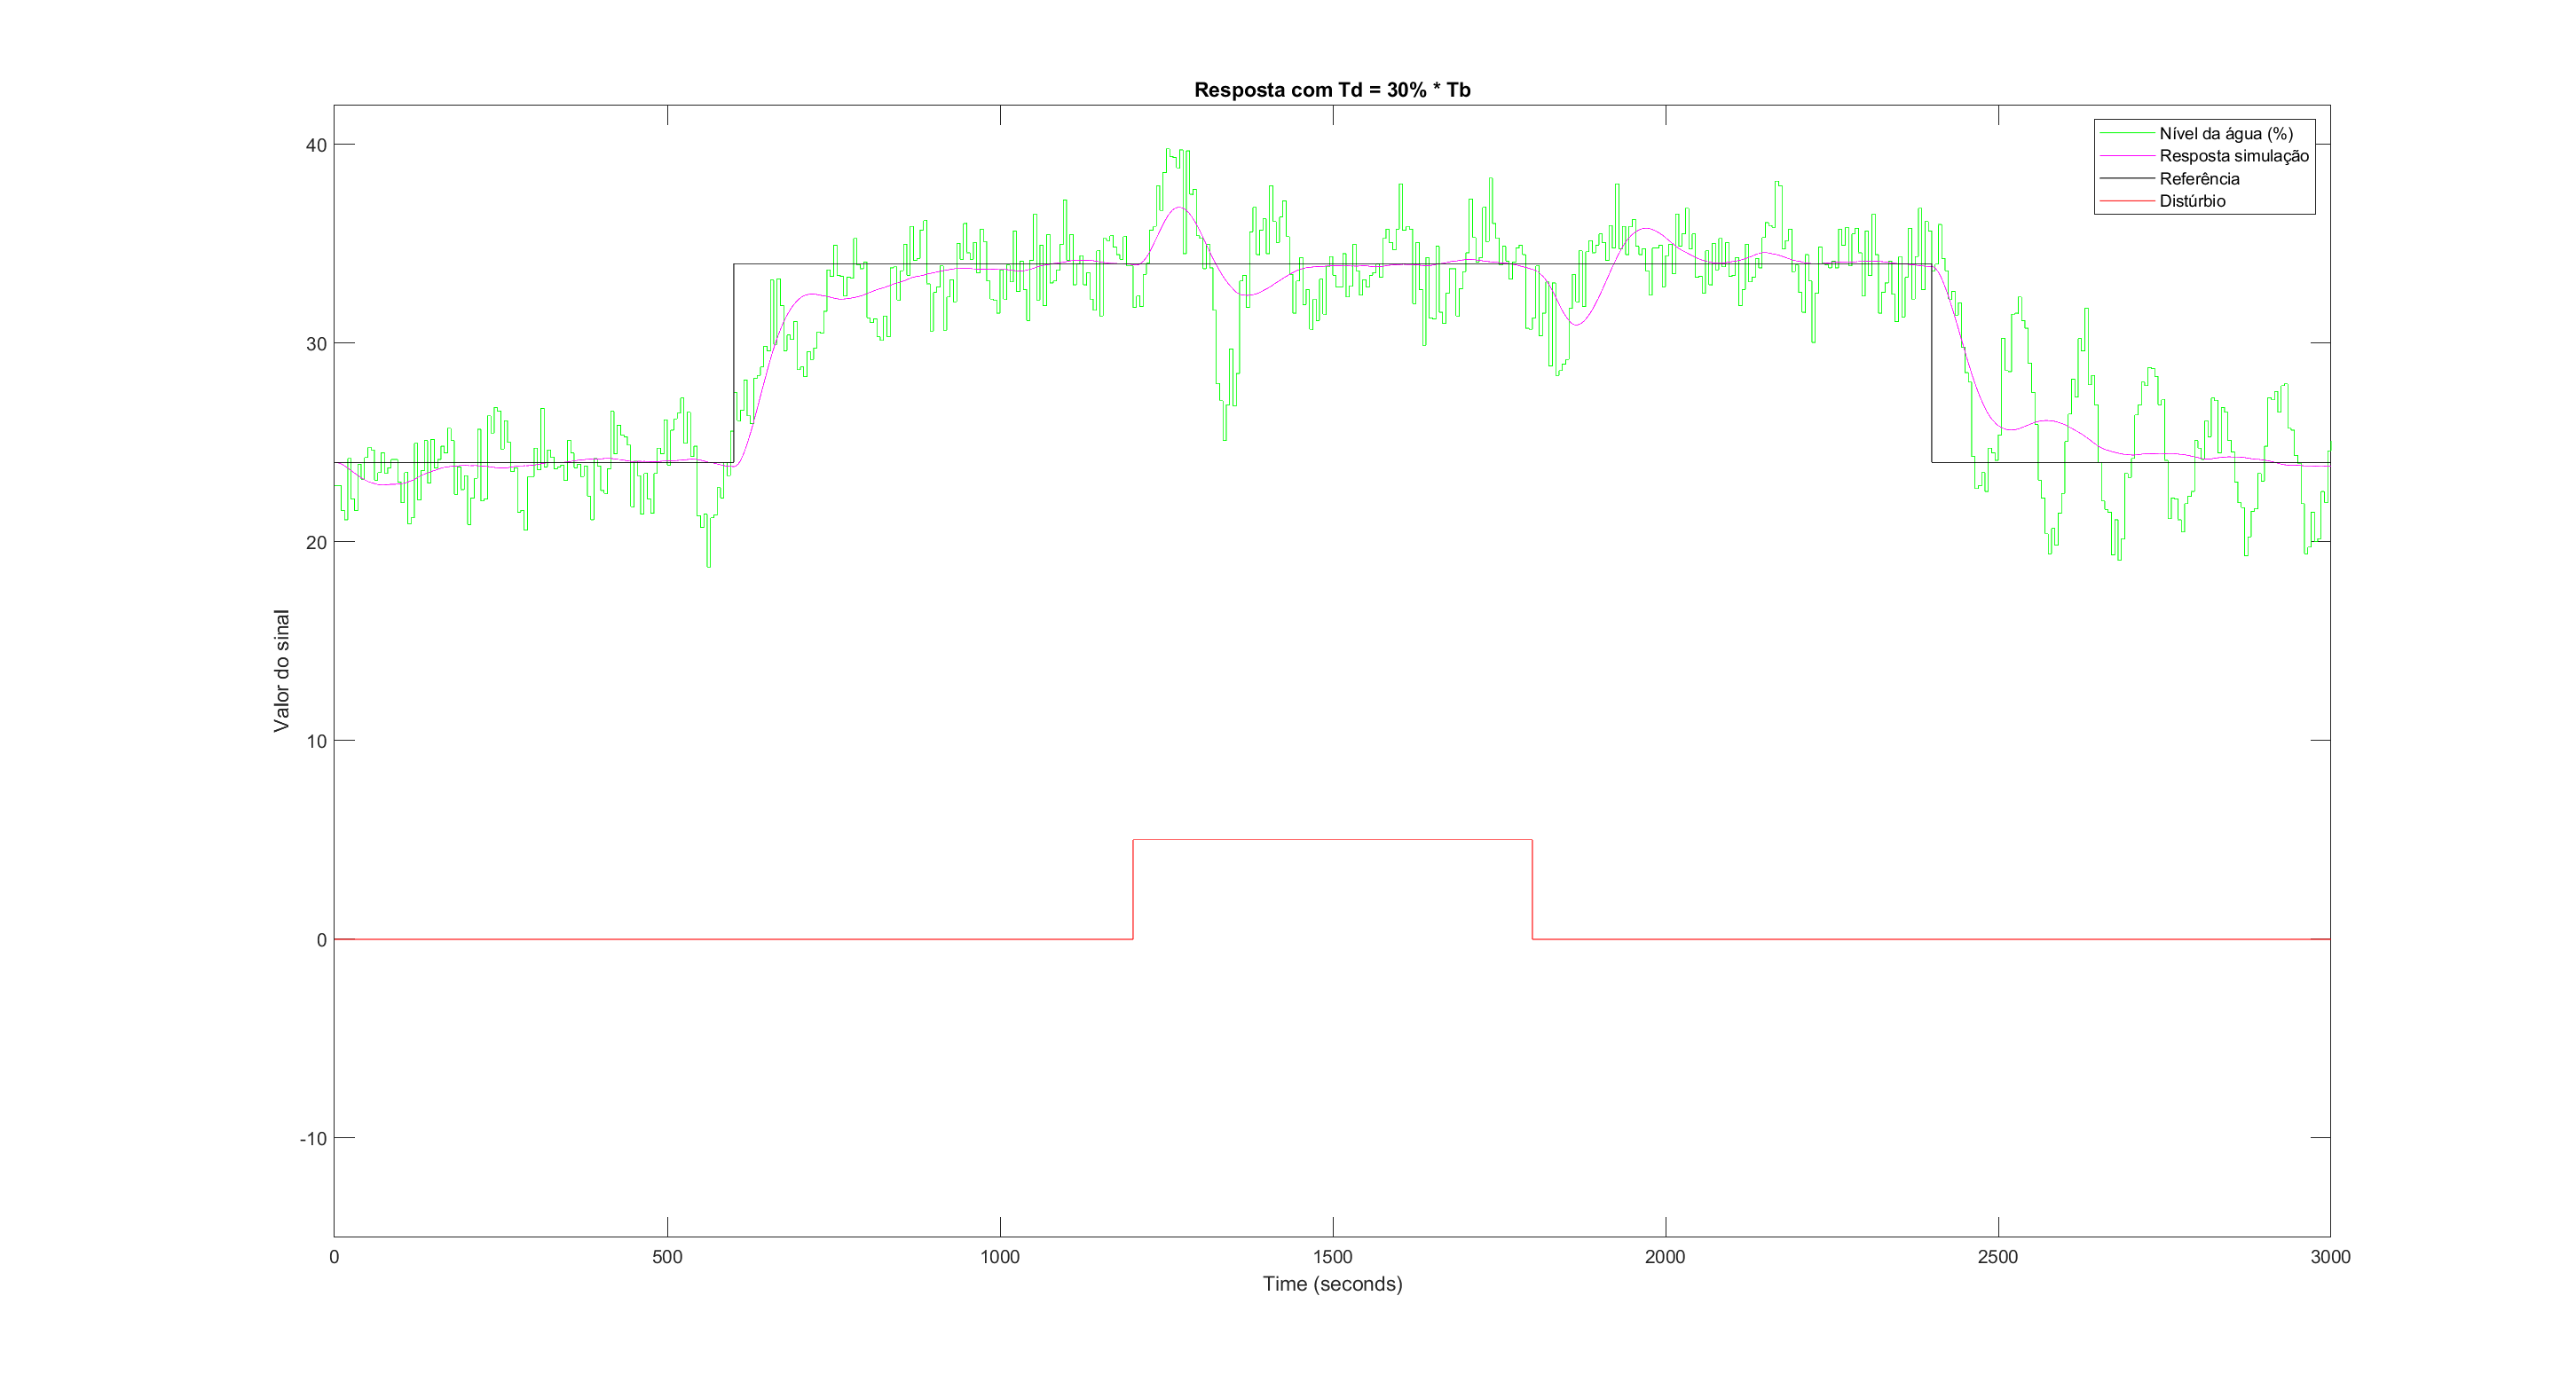 Resposta com Td = 30% * Tb
Nível da água (%)
Resposta simulação
Referência
Distúrbio
Valor do sinal
40
30
20
10
0
-10
0 500 1000 1500 2000 2500 3000
Time (seconds)